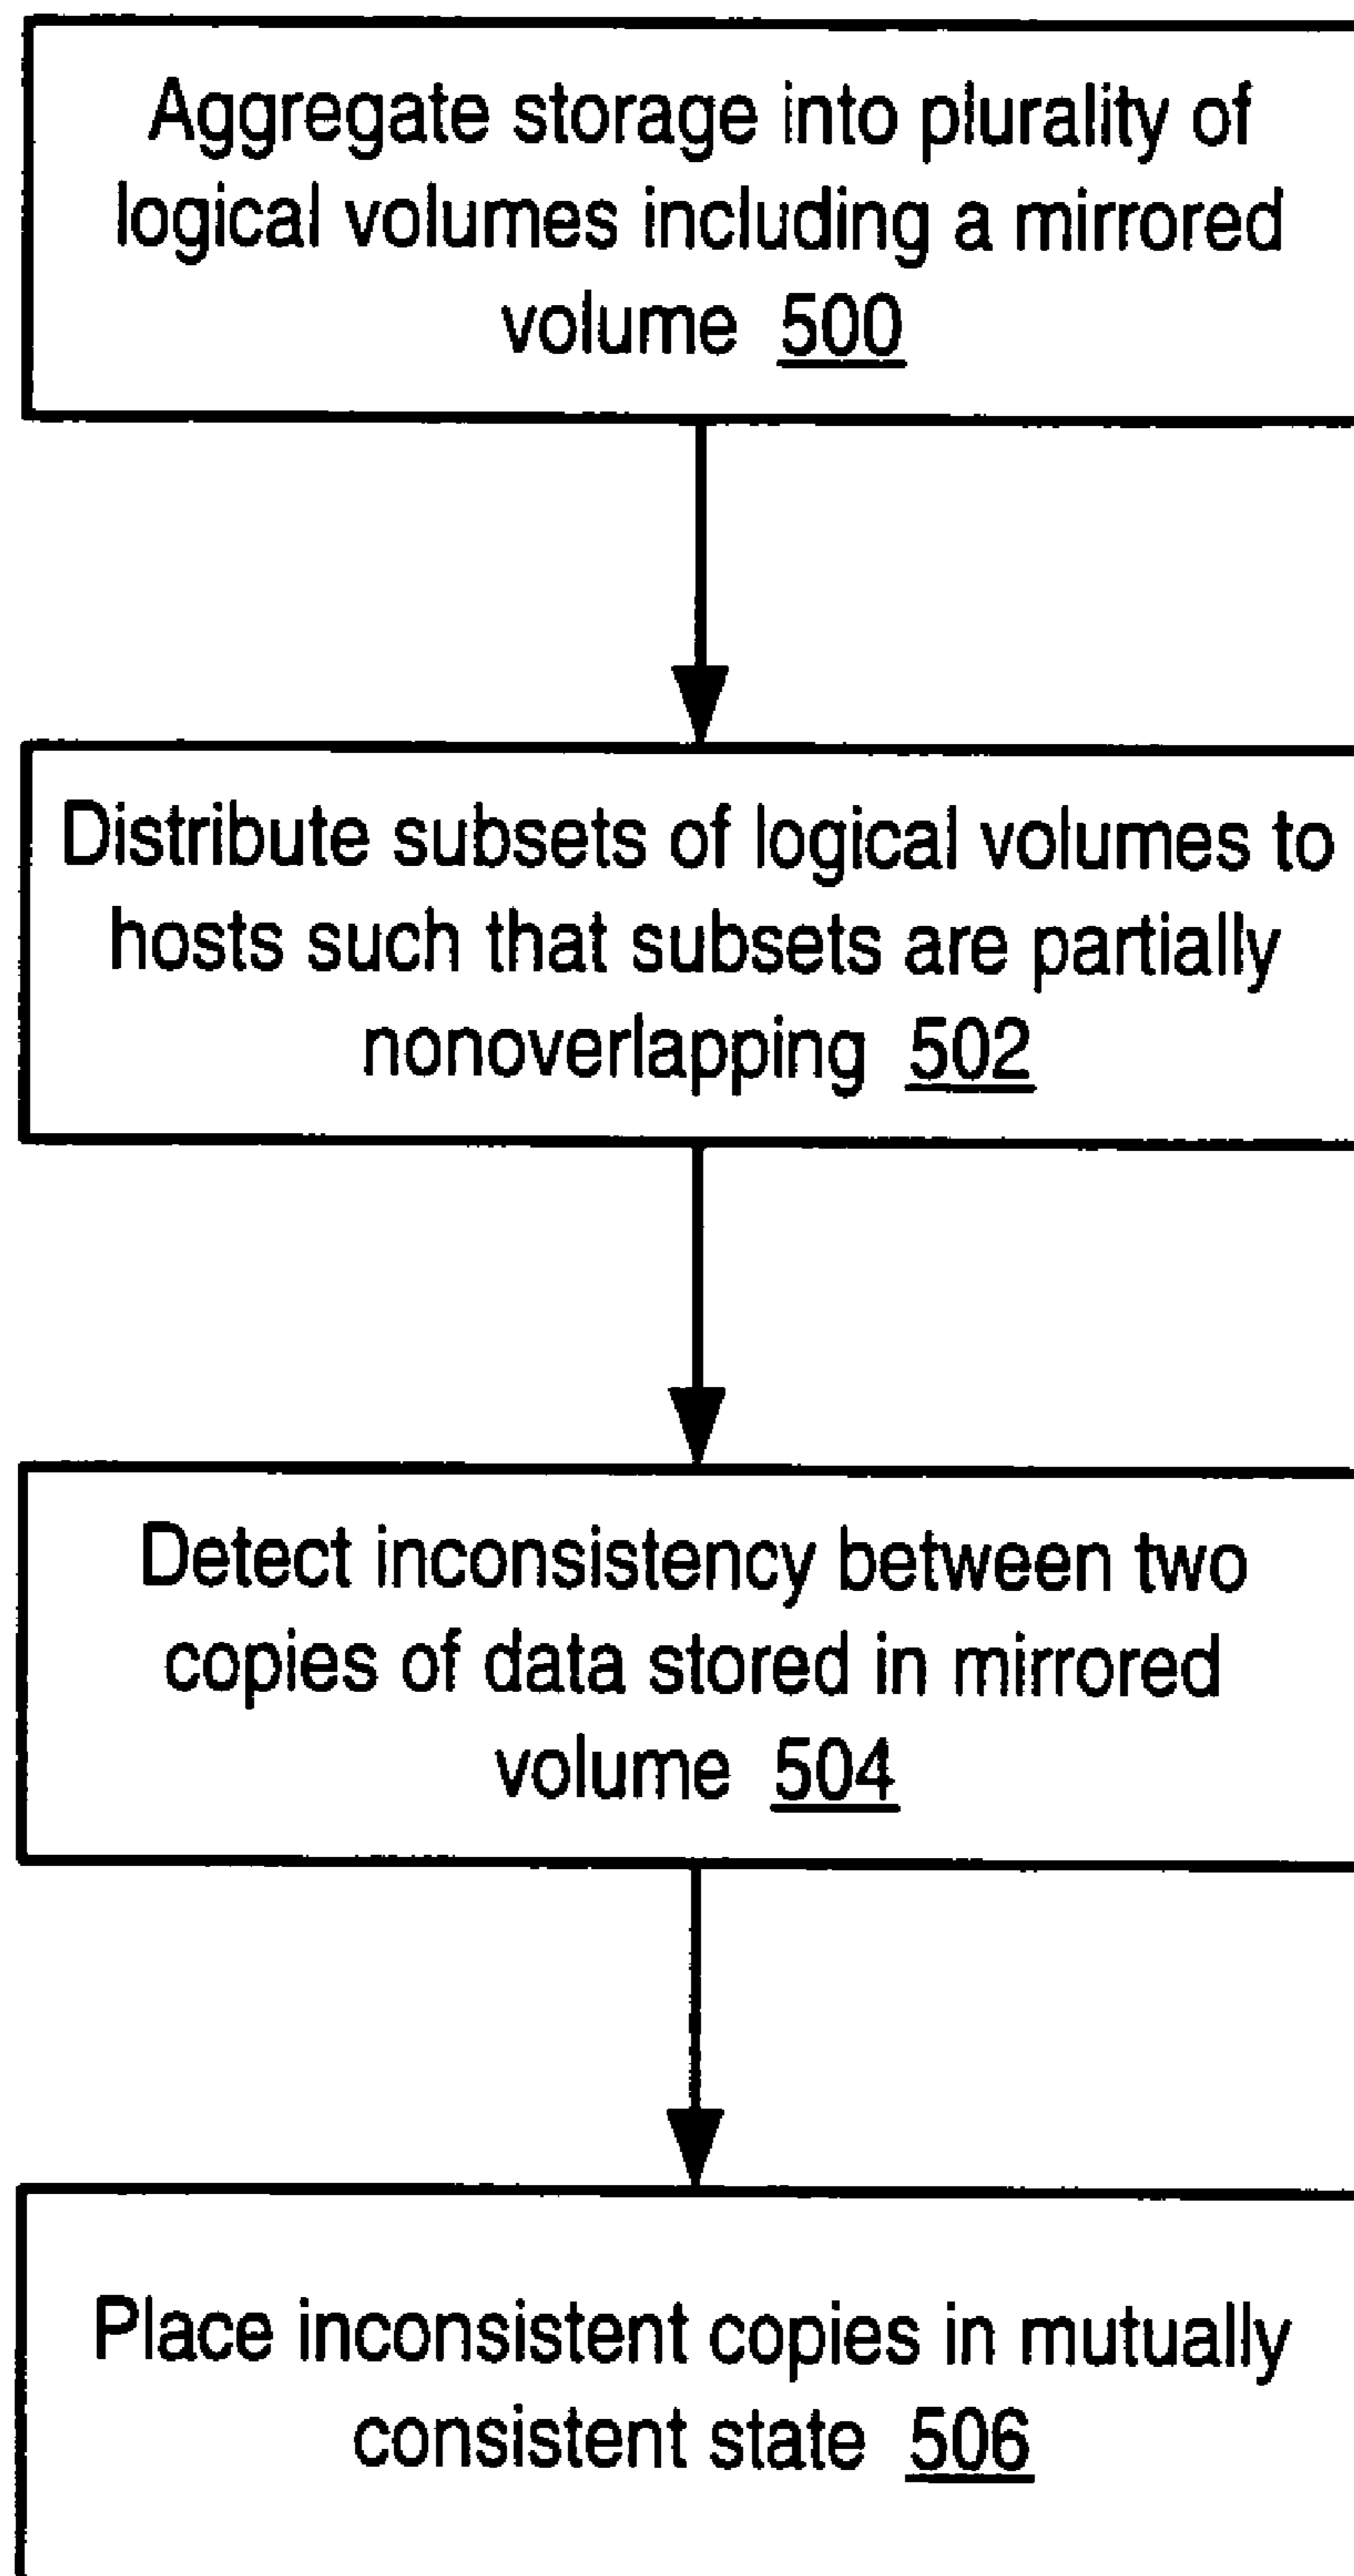 Aggregate storage into plurality of
logical volumes including a mirrored
volume 500
Distribute subsets of logical volumes to
hosts such that subsets are partially
nonoverlapping 502
Detect inconsistency between two
copies of data stored in mirrored
volume 504
Place inconsistent copies in mutually
consistent state 506